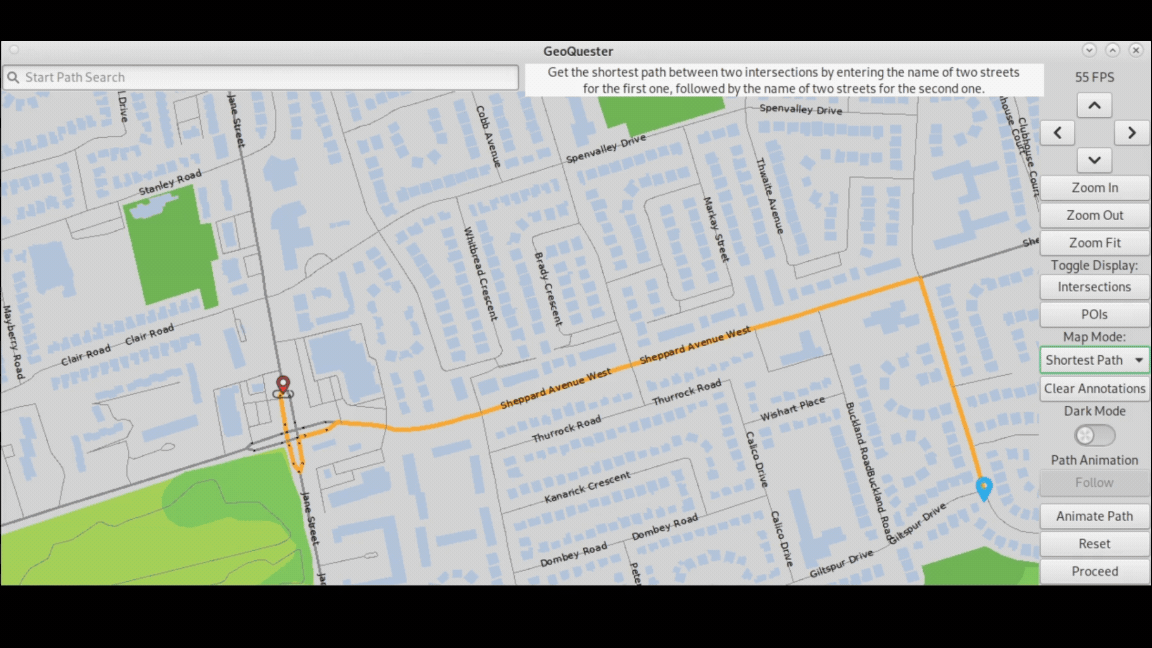 GeoQuester
Start Path Search
Get the shortest path between two intersections by entering the name of two streets
for the first one, followed by the name of two streets for the second one.
55 FPS
Zoom In
Zoom Out
Zoom Fit
Toggle Display:
Intersections
POIs
Map Mode:
Shortest Path
Clear Annotations
Dark Mode
Path Animation
Follow
Animate Path
Reset
Proceed
Drive
Jane Street
Cobb Avenue
Spenvalley Drive
Spenvalley Drive
house Court
Clubhouse Court
Stanley Road
Thwaite Avenue
Markay Street
Whitbread Crescent
Brady Crescent
She
Mayberry Road
Clair Road
Clair Road
Sheppard Avenue West
Sheppard Avenue West
Thurrock Road
Thurrock Road
Wishart Place
Buckland Road
Buckland Road
Calico Drive
Calico Drive
Kanarick Crescent
Jane Street
Dombey Road
Dombey Road
Giltspur Drive
Giltspur Drive
Peter
Jan